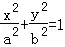 x²/a² + y²/b² = 1